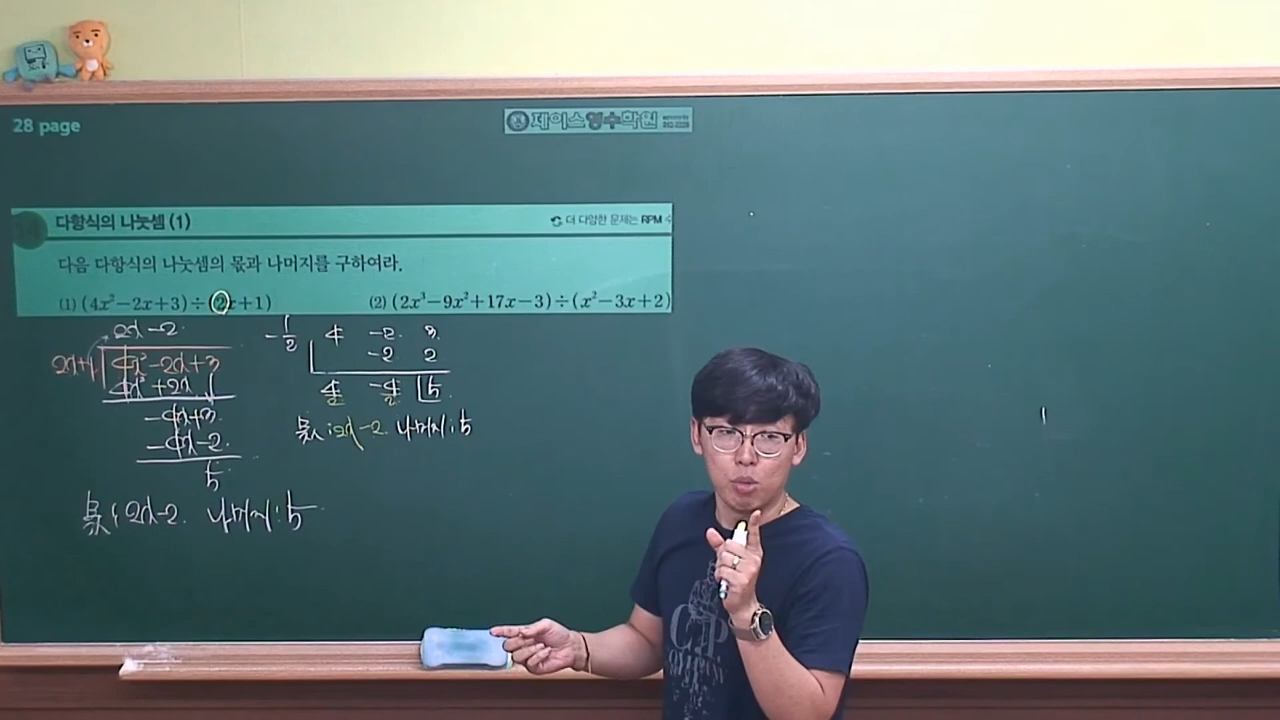 28 page
제이스영수학원
다항식의 나눗셈 (1)
더 다양한 문제는 RPM
다음 다항식의 나눗셈의 몫과 나머지를 구하여라.
(1) (4x²−2x+3)÷(2x+1)
(2) (2x³−9x²+17x−3)÷(x²−3x+2)
2x-2
2x+1 4x²-2x+3
4x²+2x
-4x+3
-4x-2
5
몫 : 2x-2. 나머지 : 5
-1/2 4 -2 3
-2 2
4 -4 5
2 2
몫 : 2x-2. 나머지 : 5